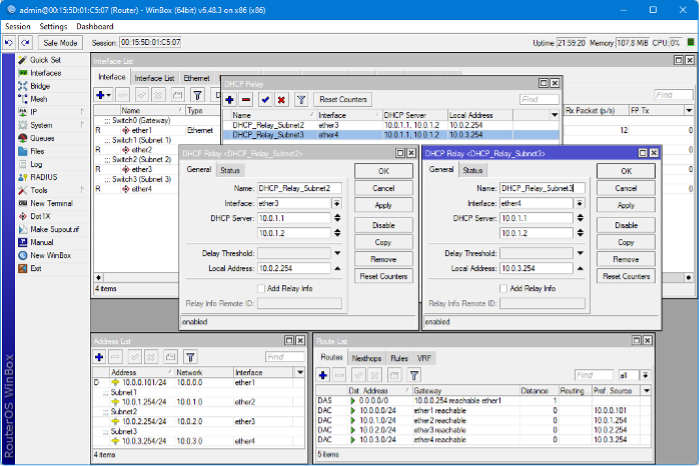 admin@00:15:5D:01:C5:07 (Router) - WinBox (64bit) v6.48.3 on x86 (x86)
Session Settings Dashboard
Safe Mode Session: 00:15:5D:01:C5:07 Uptime: 21:59:20 Memory: 107.8 MiB CPU: 0%
Quick Set
Interfaces
Bridge
Mesh
IP
System
Queues
Files
Log
RADIUS
Tools
New Terminal
Dot1X
Make Supout.rif
Manual
New WinBox
Exit
RouterOS WinBox
Interface List
Interface Interface List Ethernet
Name Type
Rx Packet (p/s) FP Tx
;;; Switch0 (Gateway)
R ether1 Ethernet
12
;;; Switch1 (Subnet 1)
R ether2
;;; Switch2 (Subnet 2)
R ether3
;;; Switch3 (Subnet 3)
R ether4
4 items
DHCP Relay
Reset Counters Find
Name Interface DHCP Server Local Address
DHCP_Relay_Subnet2 ether3 10.0.1.1, 10.0.1.2 10.0.2.254
DHCP_Relay_Subnet3 ether4 10.0.1.1, 10.0.1.2 10.0.3.254
DHCP Relay <DHCP_Relay_Subnet2>
General Status
Name: DHCP_Relay_Subnet2
Interface: ether3
DHCP Server: 10.0.1.1
10.0.1.2
Delay Threshold:
Local Address: 10.0.2.254
Add Relay Info
Relay Info Remote ID:
enabled
OK
Cancel
Apply
Disable
Copy
Remove
Reset Counters
DHCP Relay <DHCP_Relay_Subnet3>
General Status
Name: DHCP_Relay_Subnet3
Interface: ether4
DHCP Server: 10.0.1.1
10.0.1.2
Delay Threshold:
Local Address: 10.0.3.254
Add Relay Info
Relay Info Remote ID:
enabled
OK
Cancel
Apply
Disable
Copy
Remove
Reset Counters
Address List
Find
Address Network Interface
D 10.0.0.101/24 10.0.0.0 ether1
;;; Subnet1
10.0.1.254/24 10.0.1.0 ether2
;;; Subnet2
10.0.2.254/24 10.0.2.0 ether3
;;; Subnet3
10.0.3.254/24 10.0.3.0 ether4
4 items
Route List
Routes Nexthops Rules VRF
Find all
Dst. Address Gateway Distance Routing Pref. Source
DAS 0.0.0.0/0 10.0.0.254 reachable ether1 1
DAC 10.0.0.0/24 ether1 reachable 0 10.0.0.101
DAC 10.0.1.0/24 ether2 reachable 0 10.0.1.254
DAC 10.0.2.0/24 ether3 reachable 0 10.0.2.254
DAC 10.0.3.0/24 ether4 reachable 0 10.0.3.254
5 items